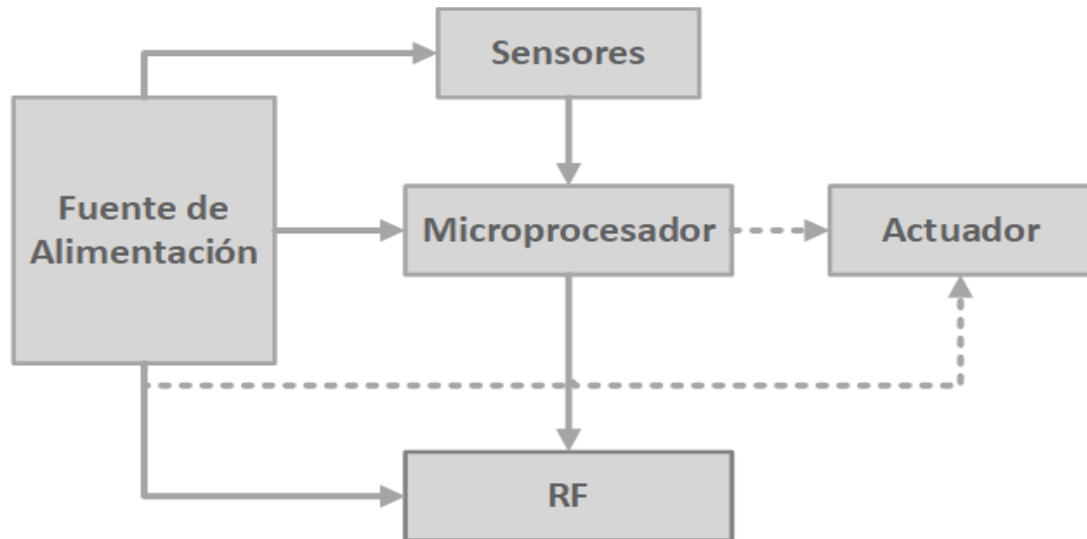 Sensores
Fuente de
Alimentación
Microprocesador
Actuador
RF